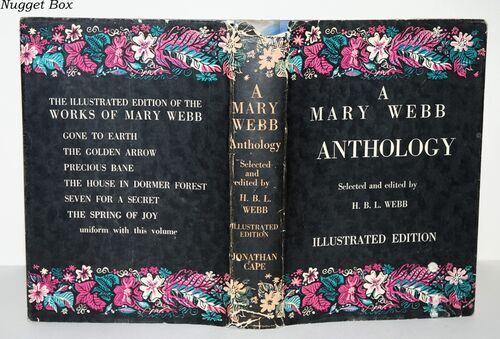 Nugget Box
THE ILLUSTRATED EDITION OF THE
WORKS OF MARY WEBB
GONE TO EARTH
THE GOLDEN ARROW
PRECIOUS BANE
THE HOUSE IN DORMER FOREST
SEVEN FOR A SECRET
THE SPRING OF JOY
uniform with this volume
A
MARY
WEBB
Anthology
Selected
and
edited by
H. B. L.
WEBB
ILLUSTRATED
EDITION
JONATHAN
CAPE
A
MARY WEBB
ANTHOLOGY
Selected and edited by
H. B. L. WEBB
ILLUSTRATED EDITION